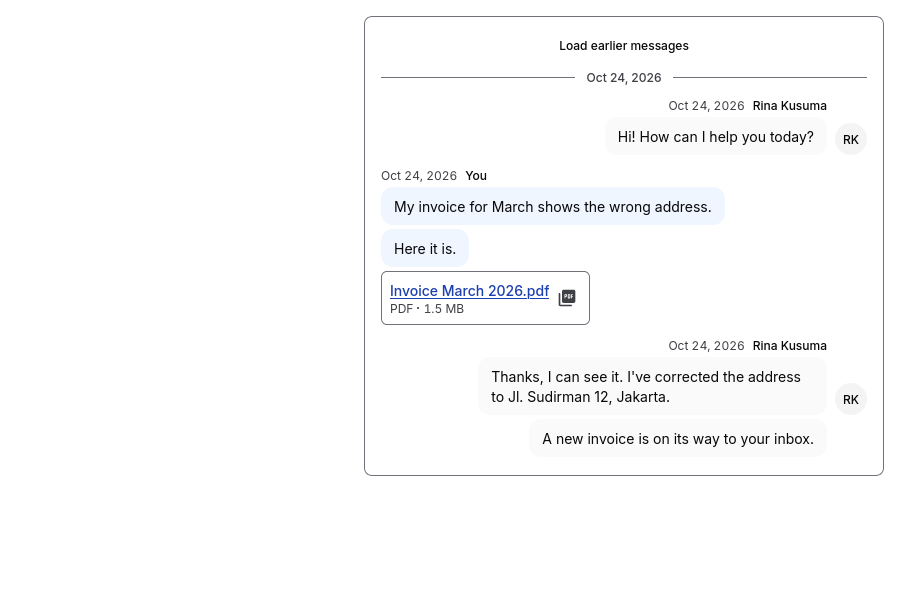 Load earlier messages
Oct 24, 2026
Oct 24, 2026 Rina Kusuma
Hi! How can I help you today?
RK
Oct 24, 2026 You
My invoice for March shows the wrong address.
Here it is.
Invoice March 2026.pdf
PDF
PDF · 1.5 MB
Oct 24, 2026 Rina Kusuma
Thanks, I can see it. I've corrected the address
to Jl. Sudirman 12, Jakarta.
RK
A new invoice is on its way to your inbox.